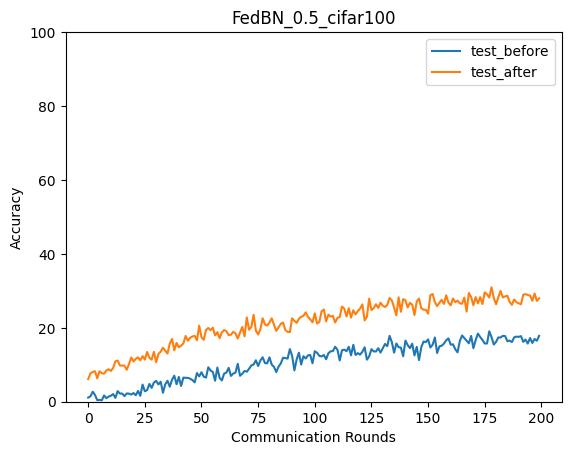 FedBN_0.5_cifar100
100
80
60
40
20
0
Accuracy
test_before
test_after
0 25 50 75 100 125 150 175 200
Communication Rounds